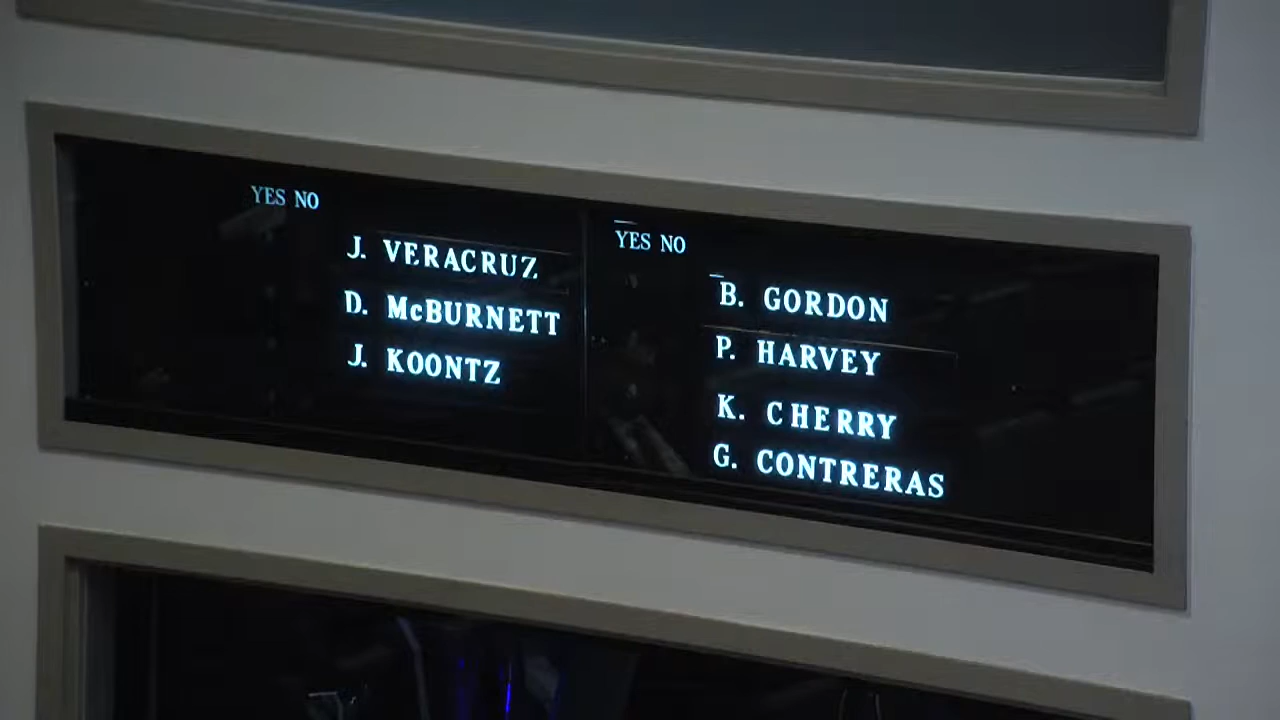 YES NO
J. VERACRUZ
D. McBURNETT
J. KOONTZ
YES NO
B. GORDON
P. HARVEY
K. CHERRY
G. CONTRERAS